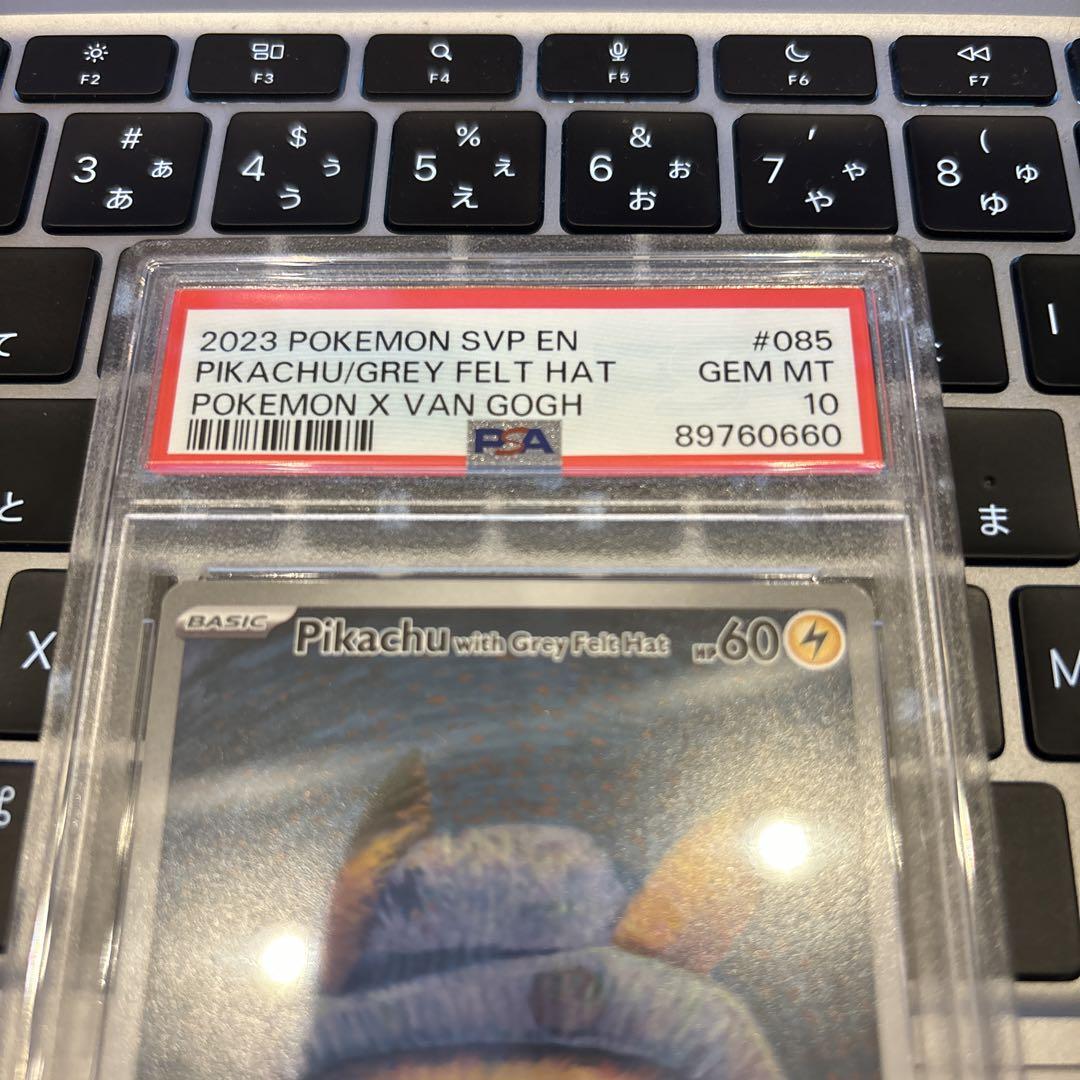 F2 F3 F4 F5 F6 F7
# $ % & ' (
3 ぁ 4 ぅ 5 ぇ 6 ぉ 7 ゃ 8 ゅ
あ う え お や ゆ
て
I
と
ま
X
M
⌘
2023 POKEMON SVP EN #085
PIKACHU/GREY FELT HAT GEM MT
POKEMON X VAN GOGH 10
PSA 89760660
BASIC Pikachu with Grey Felt Hat HP60